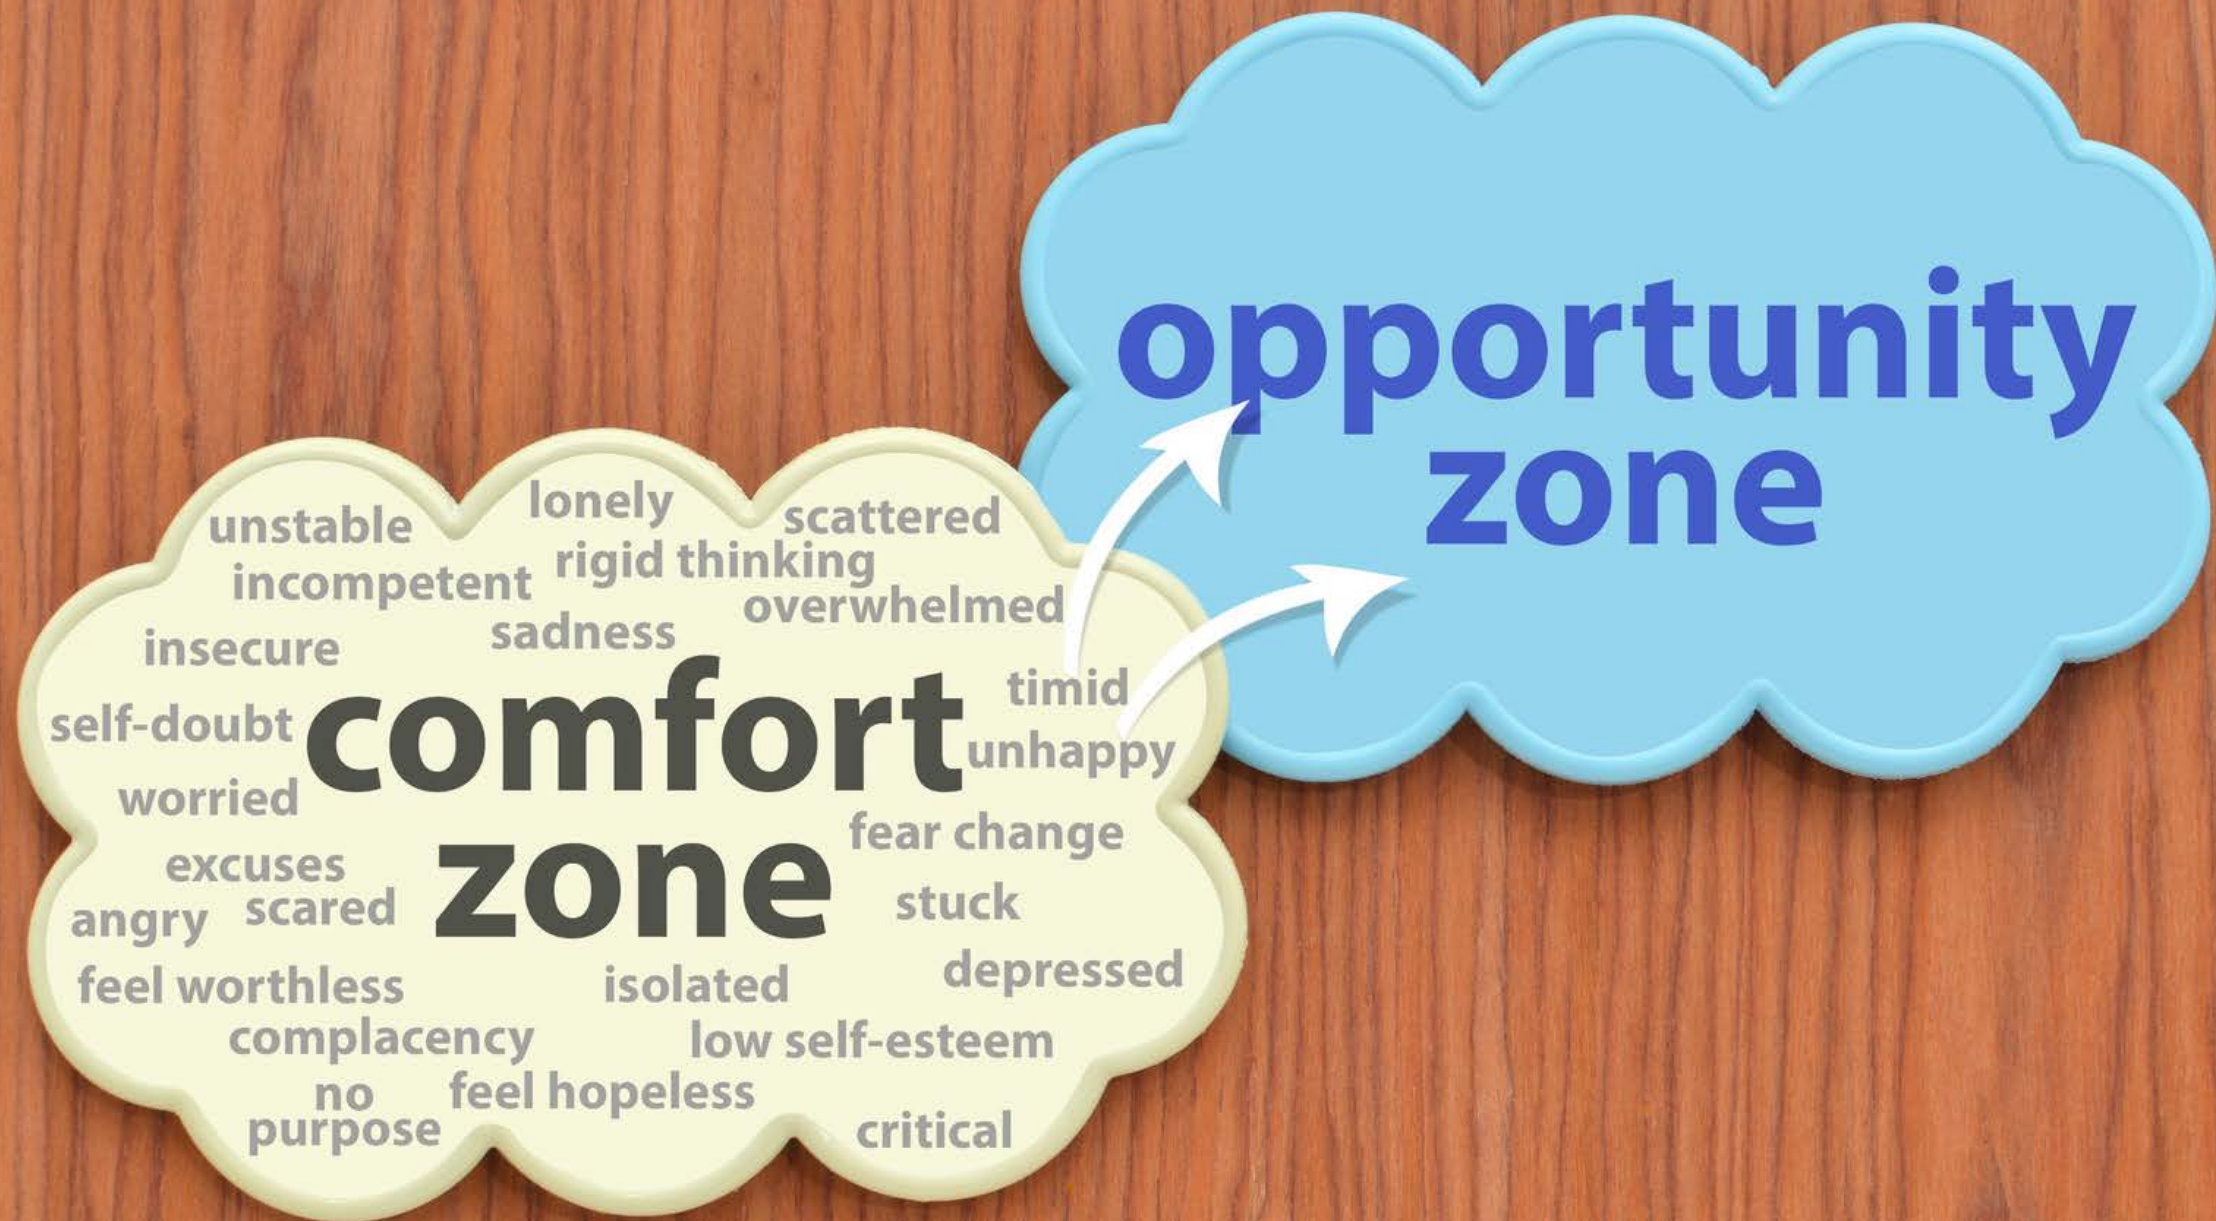 opportunity
zone
lonely
unstable
scattered
rigid thinking
incompetent
overwhelmed
sadness
insecure
comfort
zone
timid
self-doubt
unhappy
worried
fear change
excuses
scared
angry
stuck
depressed
feel worthless
isolated
complacency
low self-esteem
no
purpose
feel hopeless
critical